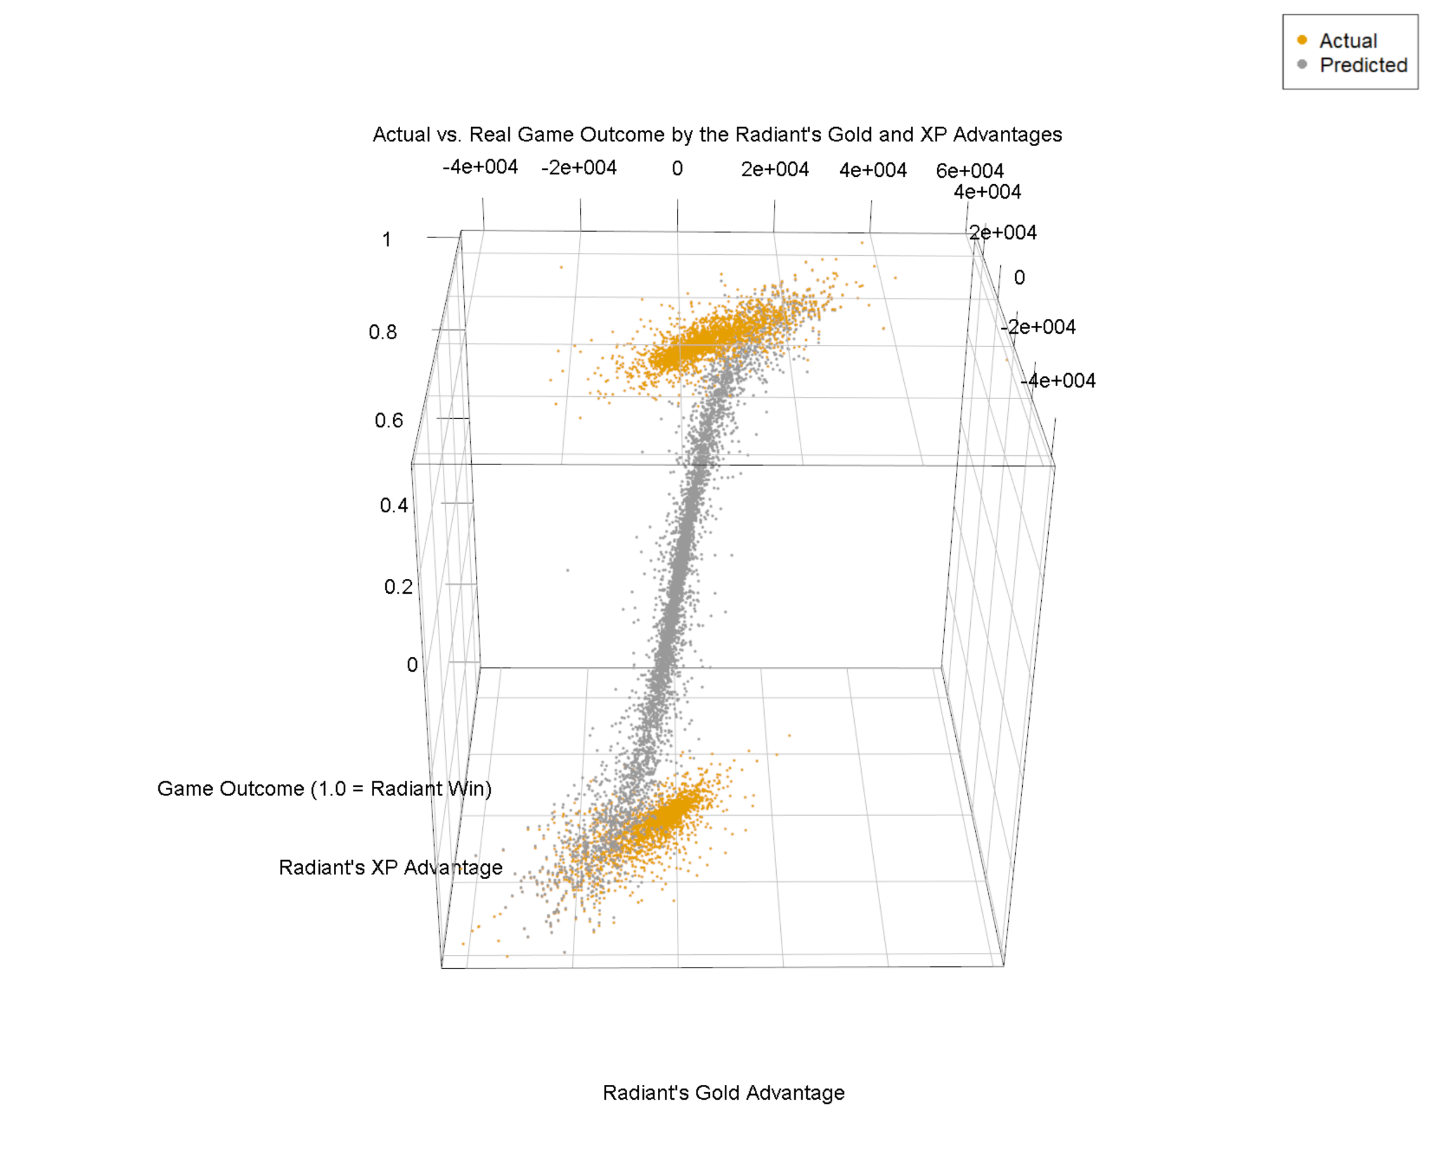 Actual
Predicted
Actual vs. Real Game Outcome by the Radiant's Gold and XP Advantages
-4e+004 -2e+004 0 2e+004 4e+004 6e+004
4e+004
2e+004
0
-2e+004
-4e+004
1
0.8
0.6
0.4
0.2
0
Game Outcome (1.0 = Radiant Win)
Radiant's XP Advantage
Radiant's Gold Advantage